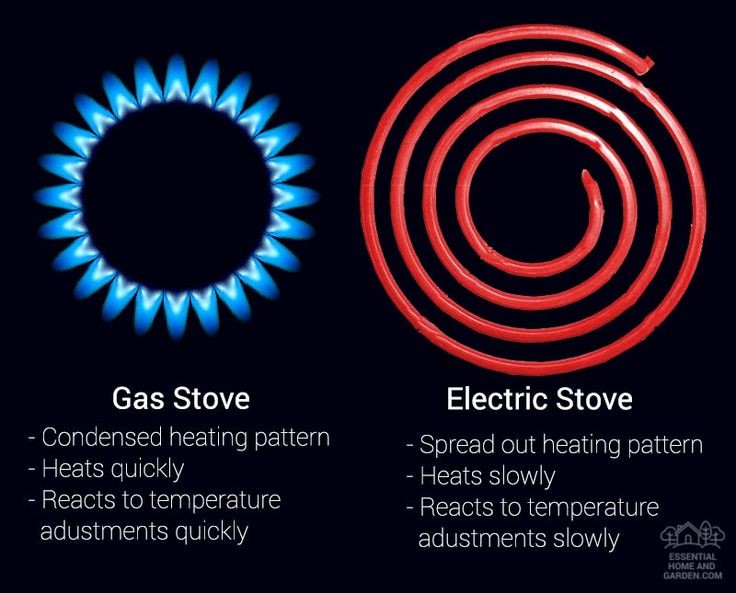 Gas Stove
- Condensed heating pattern
- Heats quickly
- Reacts to temperature
adustments quickly
Electric Stove
- Spread out heating pattern
- Heats slowly
- Reacts to temperature
adustments slowly
ESSENTIAL
HOME AND
GARDEN.COM